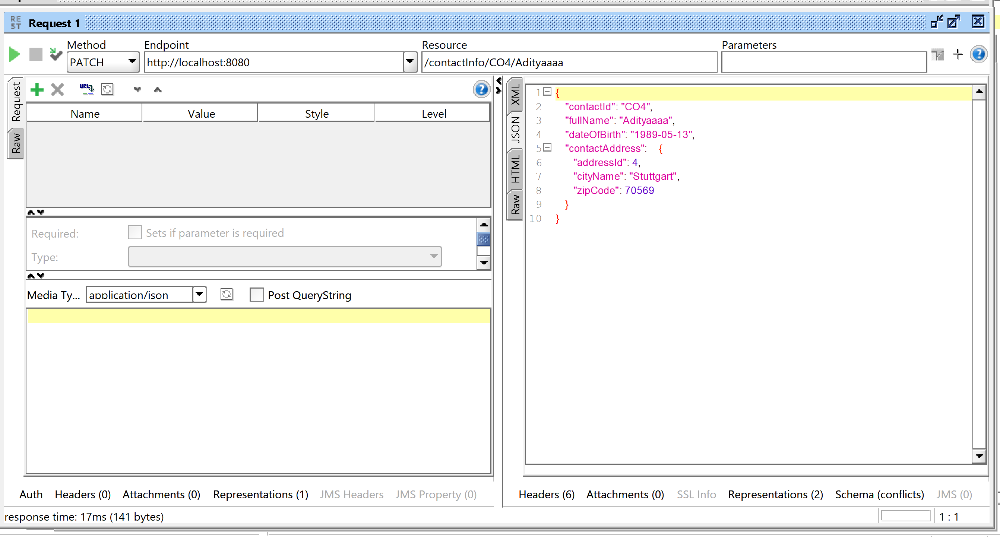 RE
ST
Request 1
Method
Endpoint
Resource
Parameters
PATCH
http://localhost:8080
/contactInfo/CO4/Adityaaaa
Request
Raw
URL
Name Value Style Level
Required:
Sets if parameter is required
Type:
Media Ty...
application/json
Post QueryString
XML
JSON
HTML
Raw
1 {
2 "contactId": "CO4",
3 "fullName": "Adityaaaa",
4 "dateOfBirth": "1989-05-13",
5 "contactAddress": {
6 "addressId": 4,
7 "cityName": "Stuttgart",
8 "zipCode": 70569
9 }
10 }
Auth Headers (0) Attachments (0) Representations (1) JMS Headers JMS Property (0)
Headers (6) Attachments (0) SSL Info Representations (2) Schema (conflicts) JMS (0)
response time: 17ms (141 bytes)
1 : 1